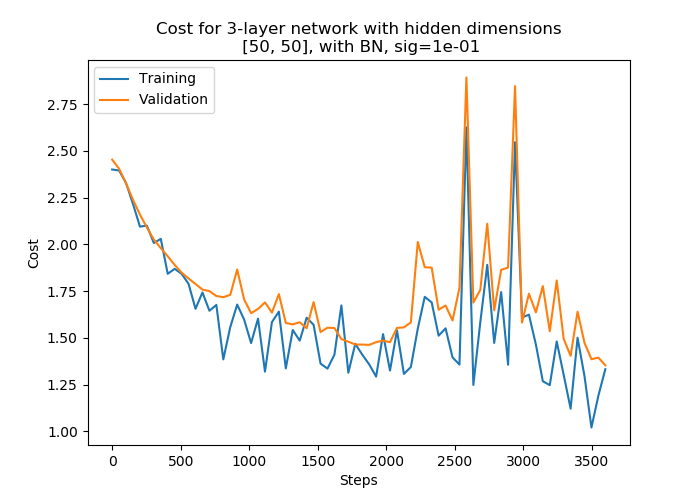 Cost for 3-layer network with hidden dimensions
[50, 50], with BN, sig=1e-01
Training
Validation
2.75
2.50
2.25
2.00
1.75
1.50
1.25
1.00
Cost
0 500 1000 1500 2000 2500 3000 3500
Steps